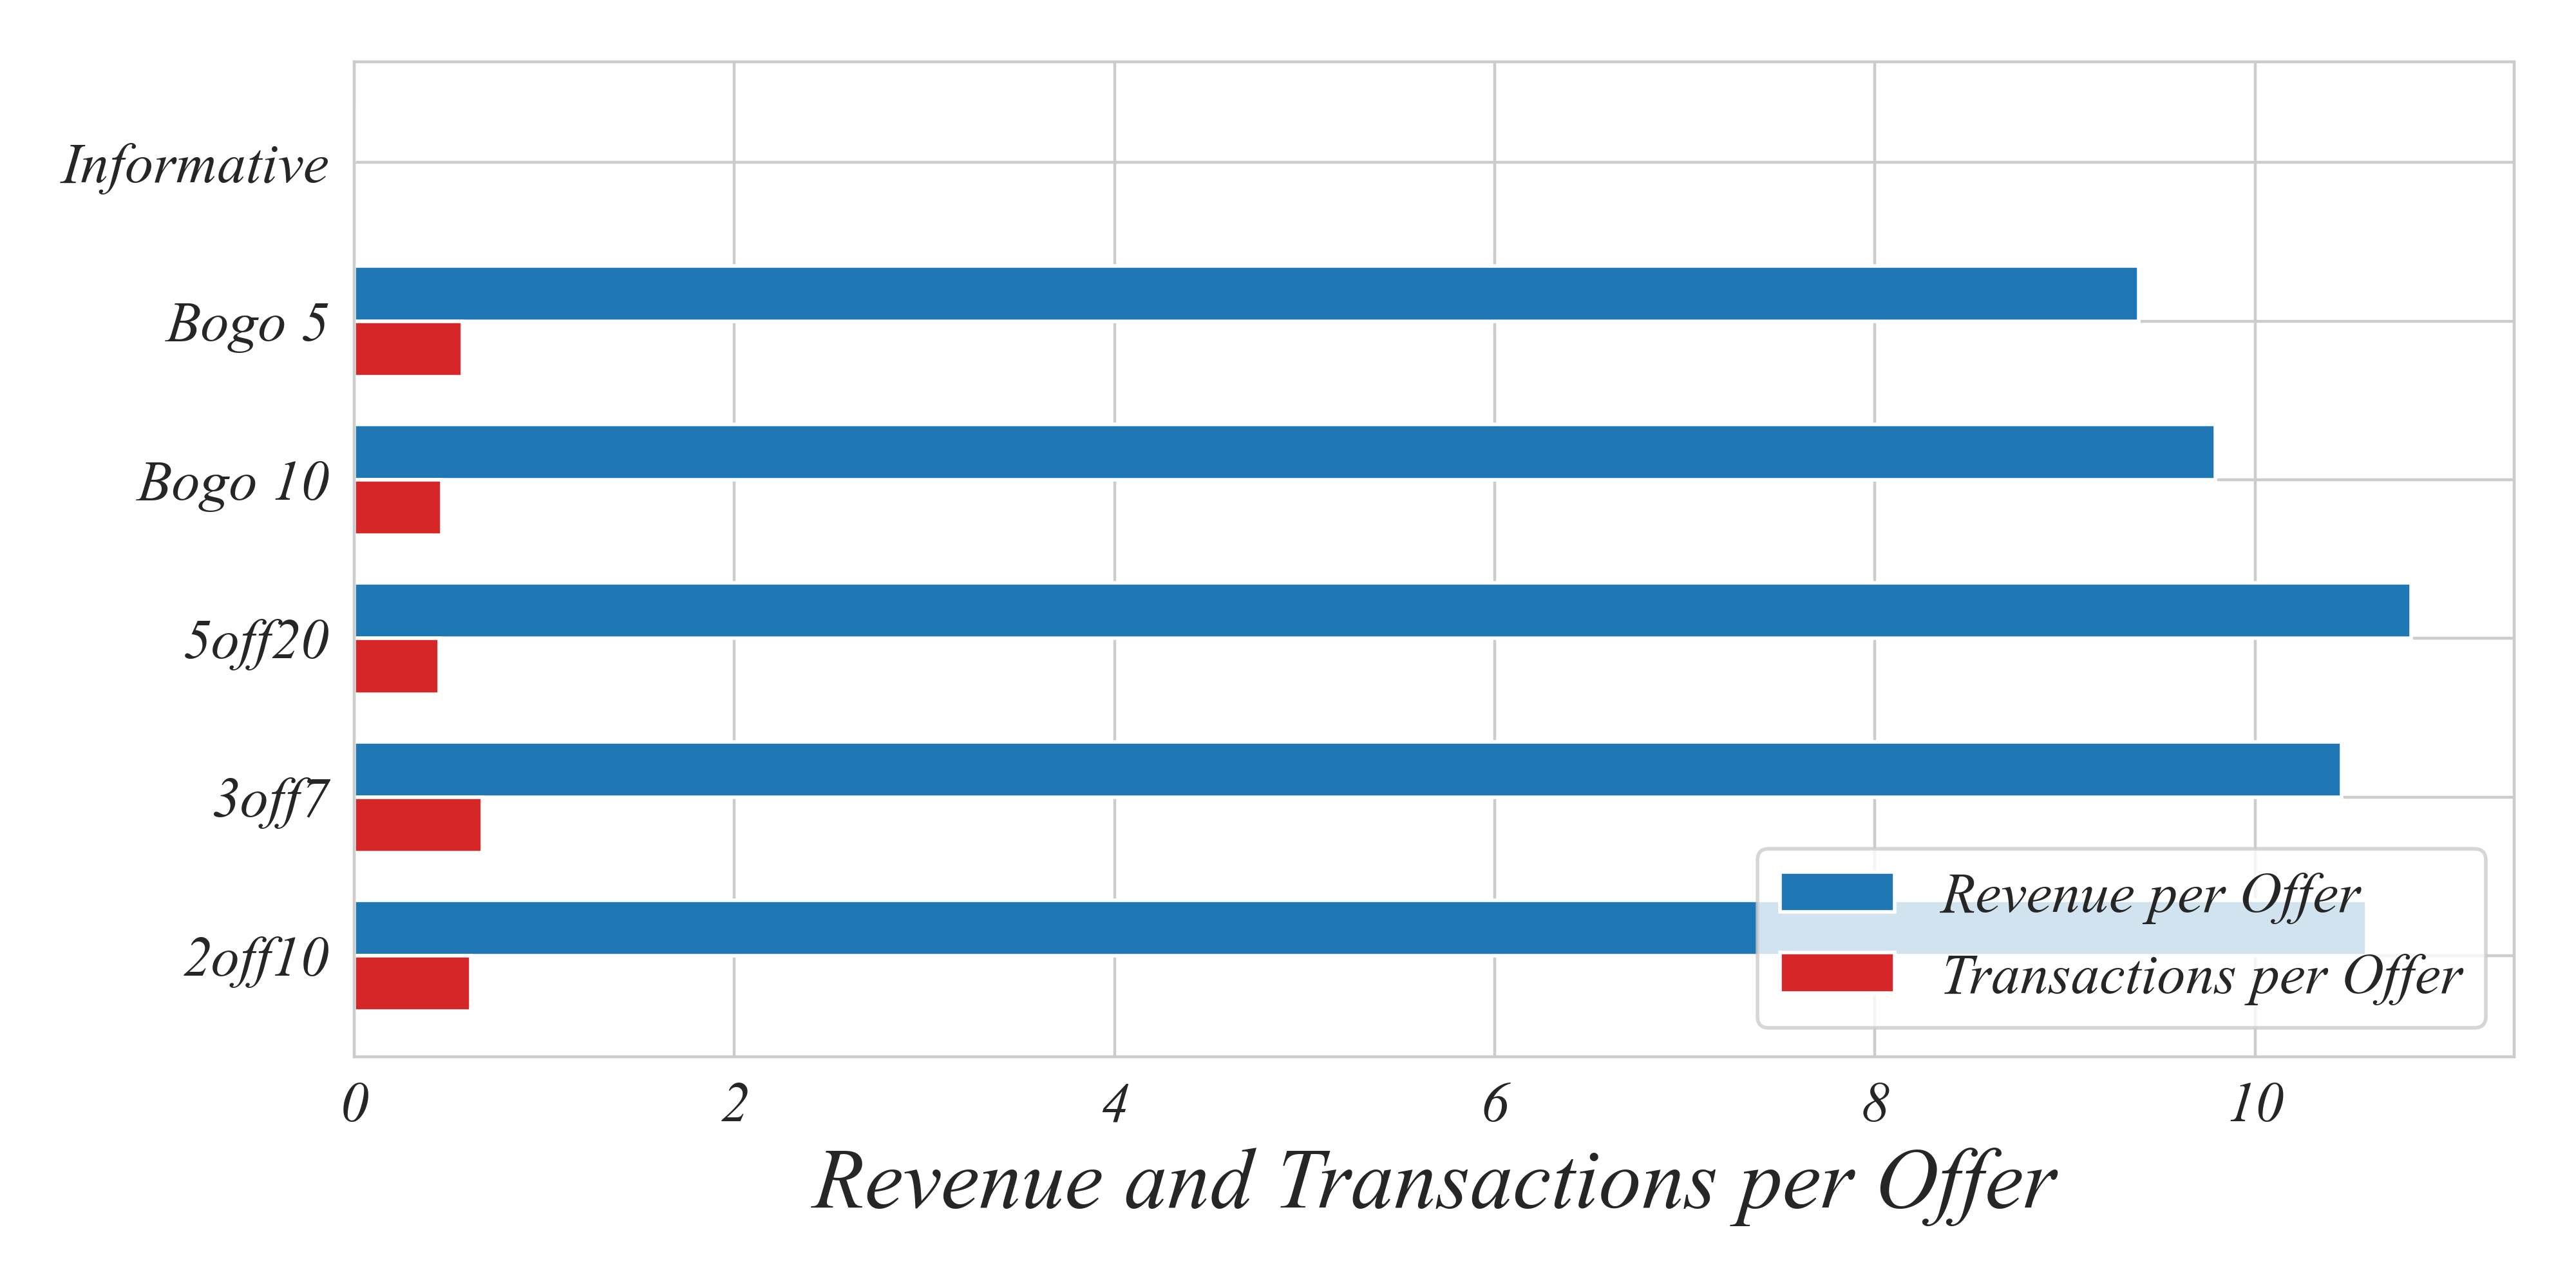 Informative
Bogo 5
Bogo 10
5off20
3off7
2off10
Revenue per Offer
Transactions per Offer
0 2 4 6 8 10
Revenue and Transactions per Offer